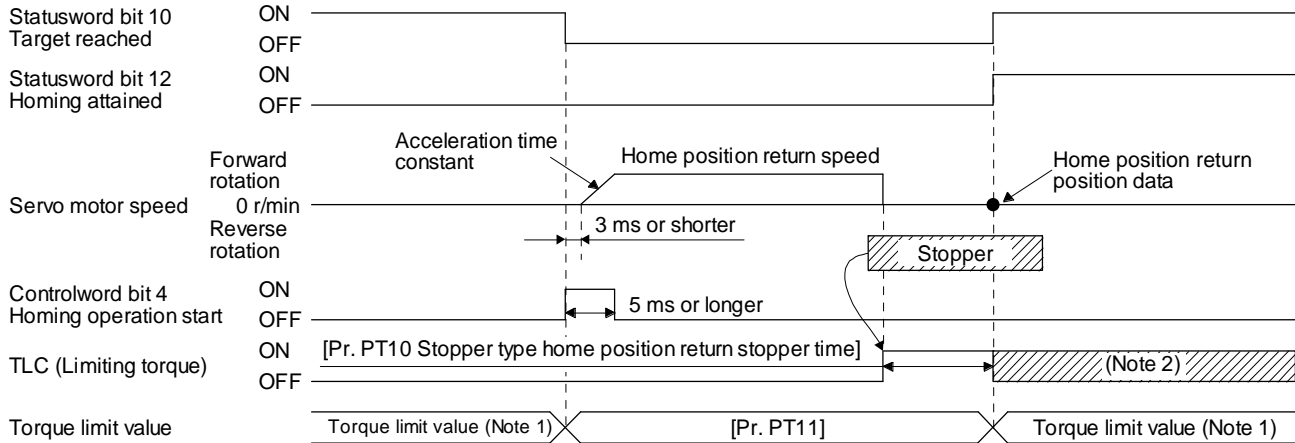 Statusword bit 10
Target reached
ON
OFF
Statusword bit 12
Homing attained
ON
OFF
Acceleration time
constant
Home position return speed
Home position return
position data
Forward
rotation
Servo motor speed
0 r/min
Reverse
rotation
3 ms or shorter
Stopper
Controlword bit 4
Homing operation start
ON
OFF
5 ms or longer
TLC (Limiting torque)
ON
OFF
[Pr. PT10 Stopper type home position return stopper time]
(Note 2)
Torque limit value
Torque limit value (Note 1)
[Pr. PT11]
Torque limit value (Note 1)